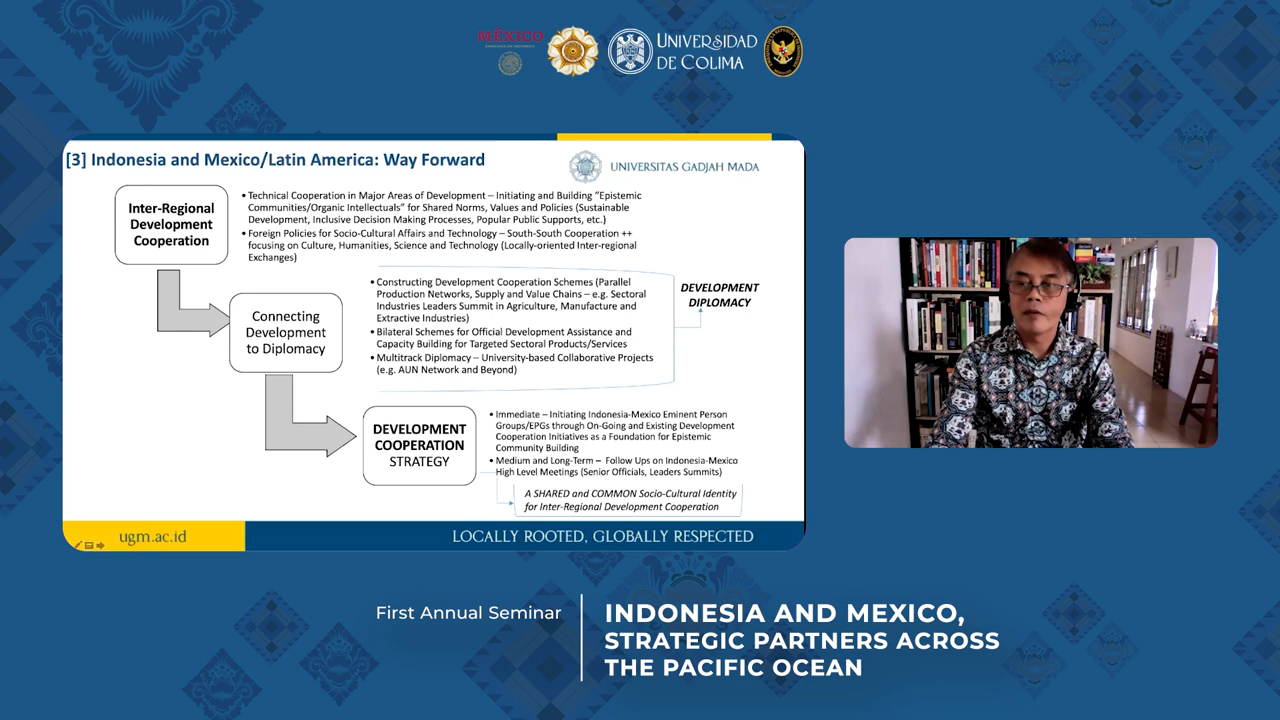 MÉXICO
UNIVERSIDAD
DE COLIMA
[3] Indonesia and Mexico/Latin America: Way Forward
UNIVERSITAS GADJAH MADA
Inter-Regional
Development
Cooperation
• Technical Cooperation in Major Areas of Development – Initiating and Building “Epistemic
Communities/Organic Intellectuals” for Shared Norms, Values and Policies (Sustainable
Development, Inclusive Decision Making Processes, Popular Public Supports, etc.)
• Foreign Policies for Socio-Cultural Affairs and Technology – South-South Cooperation ++
focusing on Culture, Humanities, Science and Technology (Locally-oriented Inter-regional
Exchanges)
Connecting
Development
to Diplomacy
• Constructing Development Cooperation Schemes (Parallel
Production Networks, Supply and Value Chains – e.g. Sectoral
Industries Leaders Summit in Agriculture, Manufacture and
Extractive Industries)
• Bilateral Schemes for Official Development Assistance and
Capacity Building for Targeted Sectoral Products/Services
• Multitrack Diplomacy – University-based Collaborative Projects
(e.g. AUN Network and Beyond)
DEVELOPMENT
DIPLOMACY
DEVELOPMENT
COOPERATION
STRATEGY
• Immediate – Initiating Indonesia-Mexico Eminent Person
Groups/EPGs through On-Going and Existing Development
Cooperation Initiatives as a Foundation for Epistemic
Community Building
• Medium and Long-Term – Follow Ups on Indonesia-Mexico
High Level Meetings (Senior Officials, Leaders Summits)
A SHARED and COMMON Socio-Cultural Identity
for Inter-Regional Development Cooperation
ugm.ac.id
LOCALLY ROOTED, GLOBALLY RESPECTED
First Annual Seminar
INDONESIA AND MEXICO,
STRATEGIC PARTNERS ACROSS
THE PACIFIC OCEAN